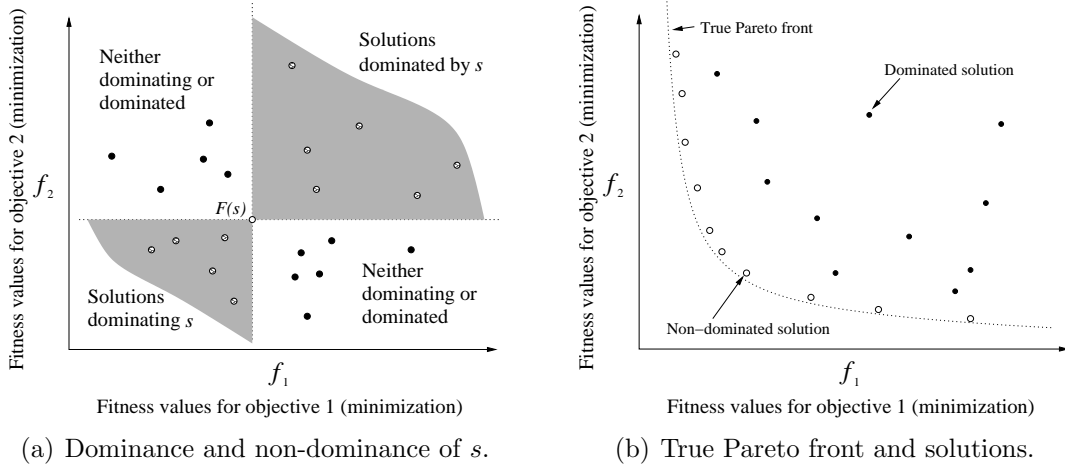 Fitness values for objective 2 (minimization)
f2
Neither
dominating or
dominated
Solutions
dominated by s
F(s)
Solutions
dominating s
Neither
dominating or
dominated
f1
Fitness values for objective 1 (minimization)
(a) Dominance and non-dominance of s.
Fitness values for objective 2 (minimization)
f2
True Pareto front
Dominated solution
Non−dominated solution
f1
Fitness values for objective 1 (minimization)
(b) True Pareto front and solutions.